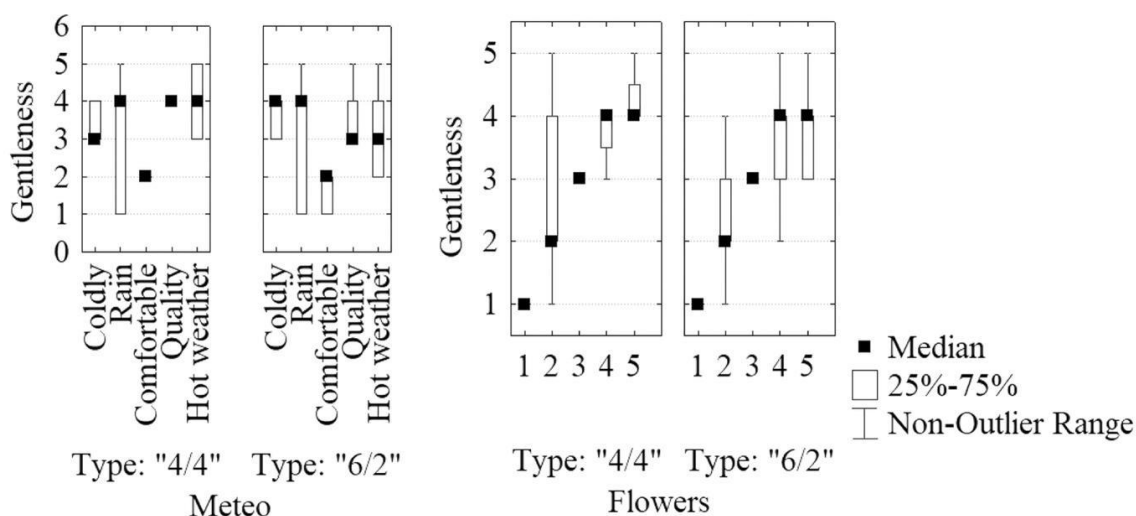 Gentleness
6
5
4
3
2
1
0
Coldly
Rain
Comfortable
Quality
Hot weather
Coldly
Rain
Comfortable
Quality
Hot weather
Type: "4/4" Type: "6/2"
Meteo
Gentleness
5
4
3
2
1
1 2 3 4 5
1 2 3 4 5
Type: "4/4" Type: "6/2"
Flowers
Median
25%-75%
Non-Outlier Range